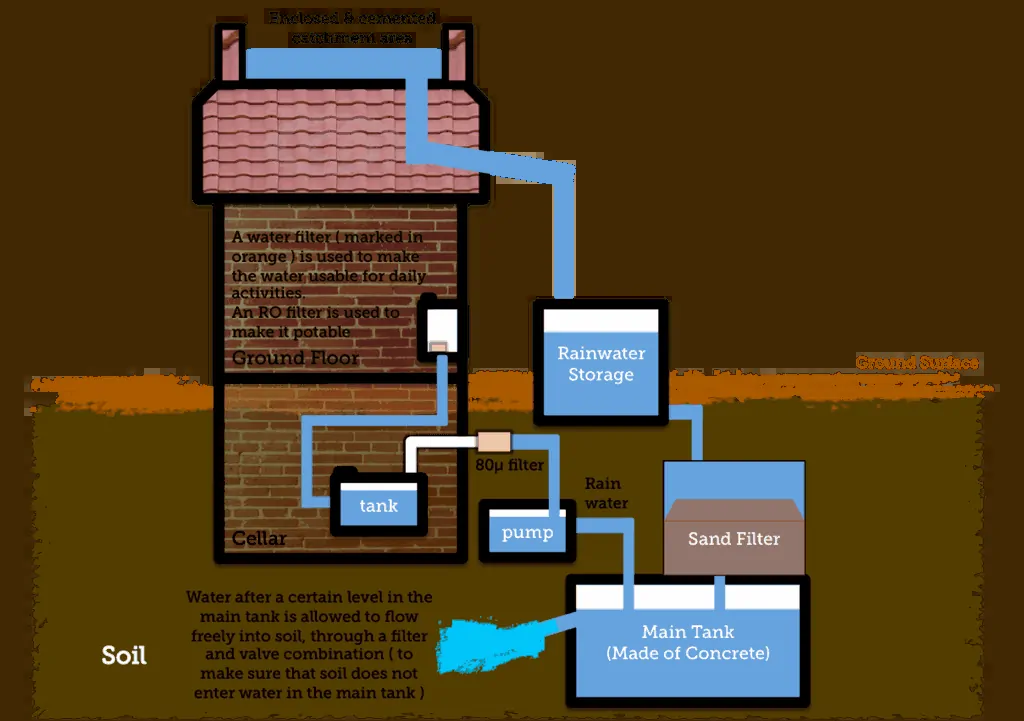 Enclosed & cemented
catchment area
A water filter ( marked in
orange ) is used to make
the water usable for daily
activities.
An RO filter is used to
make it potable
Ground Floor
Rainwater
Storage
Ground Surface
80µ filter
Rain
water
tank
pump
Sand Filter
Cellar
Water after a certain level in the
main tank is allowed to flow
freely into soil, through a filter
and valve combination ( to
make sure that soil does not
enter water in the main tank )
Main Tank
(Made of Concrete)
Soil